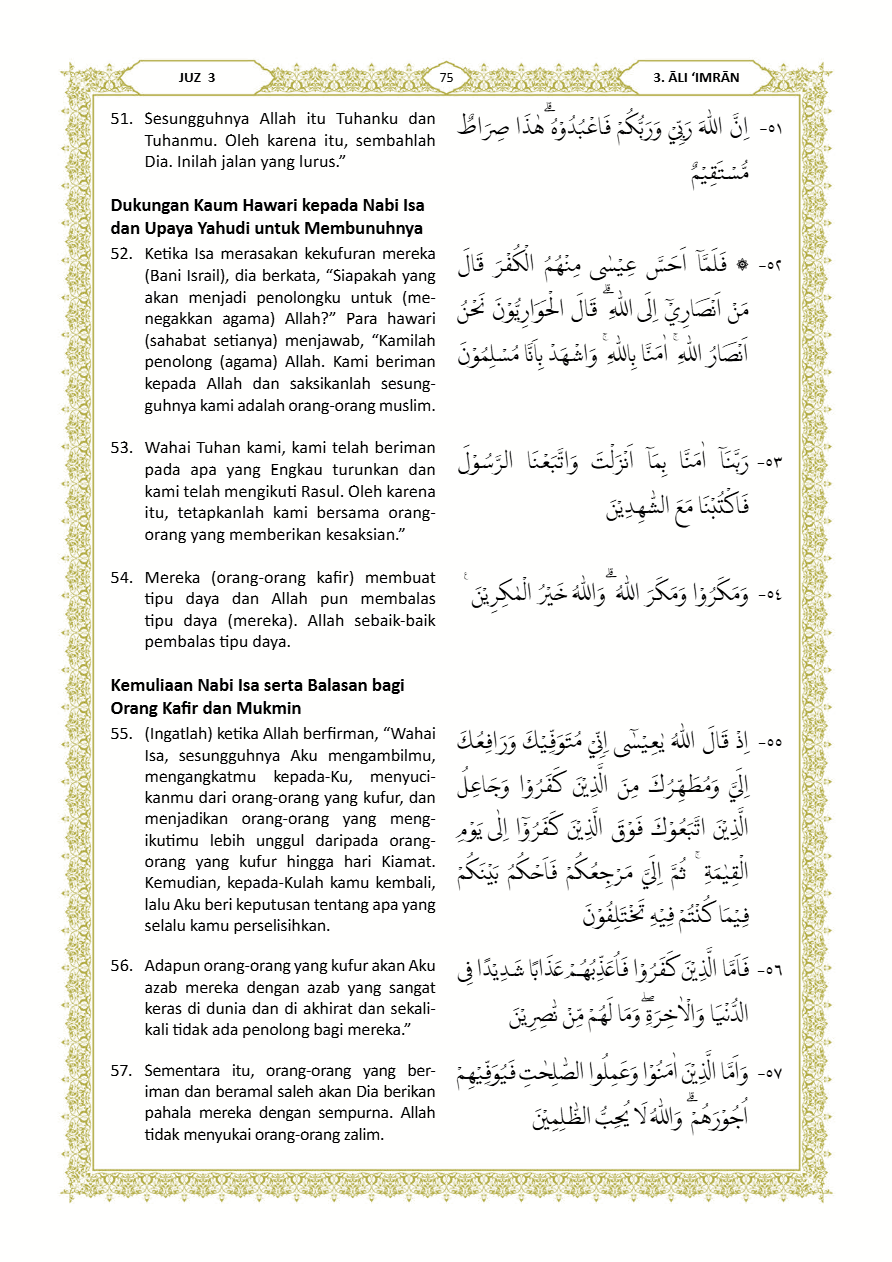 JUZ 3
75
3. ĀLI ‘IMRĀN
51. Sesungguhnya Allah itu Tuhanku dan
Tuhanmu. Oleh karena itu, sembahlah
Dia. Inilah jalan yang lurus.”
٥١- اِنَّ اللّٰهَ رَبِّيْ وَرَبُّكُمْ فَاعْبُدُوْهُ ۗهٰذَا صِرَاطٌ
مُّسْتَقِيْمٌ
Dukungan Kaum Hawari kepada Nabi Isa
dan Upaya Yahudi untuk Membunuhnya
52. Ketika Isa merasakan kekufuran mereka
(Bani Israil), dia berkata, “Siapakah yang
akan menjadi penolongku untuk (me-
negakkan agama) Allah?” Para hawari
(sahabat setianya) menjawab, “Kamilah
penolong (agama) Allah. Kami beriman
kepada Allah dan saksikanlah sesung-
guhnya kami adalah orang-orang muslim.
٥٢- ۞ فَلَمَّآ اَحَسَّ عِيْسٰى مِنْهُمُ الْكُفْرَ قَالَ
مَنْ اَنْصَارِيْٓ اِلَى اللّٰهِ ۗ قَالَ الْحَوَارِيُّوْنَ نَحْنُ
اَنْصَارُ اللّٰهِ ۚ اٰمَنَّا بِاللّٰهِ ۚ وَاشْهَدْ بِاَنَّا مُسْلِمُوْنَ
53. Wahai Tuhan kami, kami telah beriman
pada apa yang Engkau turunkan dan
kami telah mengikuti Rasul. Oleh karena
itu, tetapkanlah kami bersama orang-
orang yang memberikan kesaksian.”
٥٣- رَبَّنَآ اٰمَنَّا بِمَآ اَنْزَلْتَ وَاتَّبَعْنَا الرَّسُوْلَ
فَاكْتُبْنَا مَعَ الشّٰهِدِيْنَ
54. Mereka (orang-orang kafir) membuat
tipu daya dan Allah pun membalas
tipu daya (mereka). Allah sebaik-baik
pembalas tipu daya.
٥٤- وَمَكَرُوْا وَمَكَرَ اللّٰهُ ۗوَاللّٰهُ خَيْرُ الْمٰكِرِيْنَ ࣖ
Kemuliaan Nabi Isa serta Balasan bagi
Orang Kafir dan Mukmin
55. (Ingatlah) ketika Allah berfirman, “Wahai
Isa, sesungguhnya Aku mengambilmu,
mengangkatmu kepada-Ku, menyuci-
kanmu dari orang-orang yang kufur, dan
menjadikan orang-orang yang meng-
ikutimu lebih unggul daripada orang-
orang yang kufur hingga hari Kiamat.
Kemudian, kepada-Kulah kamu kembali,
lalu Aku beri keputusan tentang apa yang
selalu kamu perselisihkan.
٥٥- اِذْ قَالَ اللّٰهُ يٰعِيْسٰٓى اِنِّيْ مُتَوَفِّيْكَ وَرَافِعُكَ
اِلَيَّ وَمُطَهِّرُكَ مِنَ الَّذِيْنَ كَفَرُوْا وَجَاعِلُ
الَّذِيْنَ اتَّبَعُوْكَ فَوْقَ الَّذِيْنَ كَفَرُوْٓا اِلٰى يَوْمِ
الْقِيٰمَةِ ۚ ثُمَّ اِلَيَّ مَرْجِعُكُمْ فَاَحْكُمُ بَيْنَكُمْ
فِيْمَا كُنْتُمْ فِيْهِ تَخْتَلِفُوْنَ
56. Adapun orang-orang yang kufur akan Aku
azab mereka dengan azab yang sangat
keras di dunia dan di akhirat dan sekali-
kali tidak ada penolong bagi mereka.”
٥٦- فَاَمَّا الَّذِيْنَ كَفَرُوْا فَاُعَذِّبُهُمْ عَذَابًا شَدِيْدًا فِى
الدُّنْيَا وَالْاٰخِرَةِۖ وَمَا لَهُمْ مِّنْ نّٰصِرِيْنَ
57. Sementara itu, orang-orang yang ber-
iman dan beramal saleh akan Dia berikan
pahala mereka dengan sempurna. Allah
tidak menyukai orang-orang zalim.
٥٧- وَاَمَّا الَّذِيْنَ اٰمَنُوْا وَعَمِلُوا الصّٰلِحٰتِ فَيُوَفِّيْهِمْ
اُجُوْرَهُمْ ۗ وَاللّٰهُ لَا يُحِبُّ الظّٰلِمِيْنَ